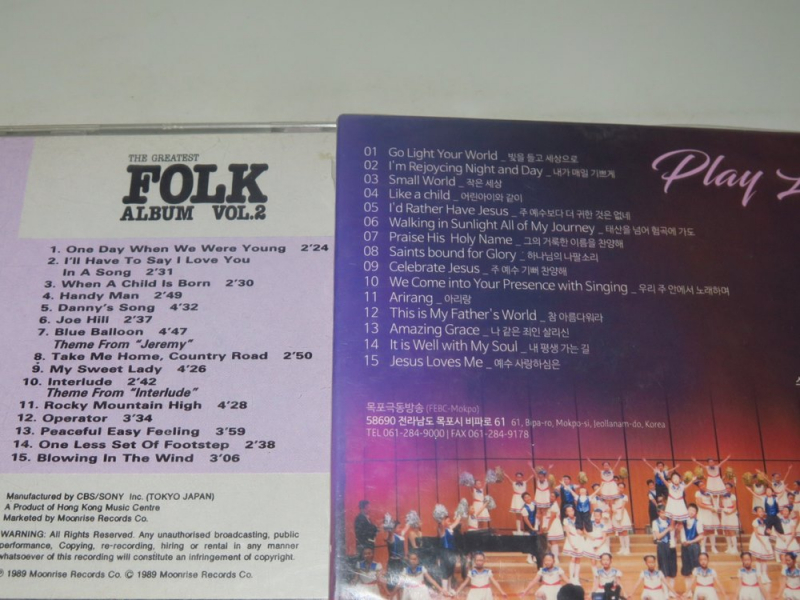 THE GREATEST
FOLK
ALBUM VOL.2
1. One Day When We Were Young 2'24
2. I'll Have To Say I Love You
In A Song 2'31
3. When A Child Is Born 2'30
4. Handy Man 2'49
5. Danny's Song 4'32
6. Joe Hill 2'37
7. Blue Balloon 4'47
Theme From "Jeremy"
8. Take Me Home, Country Road 2'50
9. My Sweet Lady 4'26
10. Interlude 2'42
Theme From "Interlude"
11. Rocky Mountain High 4'28
12. Operator 3'34
13. Peaceful Easy Feeling 3'59
14. One Less Set Of Footstep 2'38
15. Blowing In The Wind 3'06
Manufactured by CBS/SONY Inc. (TOKYO JAPAN)
A Product of Hong Kong Music Centre
Marketed by Moonrise Records Co.
WARNING: All Rights Reserved. Any unauthorised broadcasting, public
performance, Copying, re-recording, hiring or rental in any manner
whatsoever of this recording will constitute an infringement of copyright.
℗ 1989 Moonrise Records Co. © 1989 Moonrise Records Co.
Play
01 Go Light Your World _ 빛을 들고 세상으로
02 I'm Rejoycing Night and Day _ 내가 매일 기쁘게
03 Small World _ 작은 세상
04 Like a child _ 어린아이와 같이
05 I'd Rather Have Jesus _ 주 예수보다 더 귀한 것은 없네
06 Walking in Sunlight All of My Journey _ 태산을 넘어 험곡에 가도
07 Praise His Holy Name _ 그의 거룩한 이름을 찬양해
08 Saints bound for Glory _ 하나님의 나팔소리
09 Celebrate Jesus _ 주 예수 기뻐 찬양해
10 We Come into Your Presence with Singing _ 우리 주 안에서 노래하며
11 Arirang _ 아리랑
12 This is My Father's World _ 참 아름다워라
13 Amazing Grace _ 나 같은 죄인 살리신
14 It is Well with My Soul _ 내 평생 가는 길
15 Jesus Loves Me _ 예수 사랑하심은
목포극동방송 (FEBC-Mokpo)
58690 전라남도 목포시 비파로 61 61, Bipa-ro, Mokpo-si, Jeollanam-do, Korea
TEL 061-284-9000 | FAX 061-284-9178